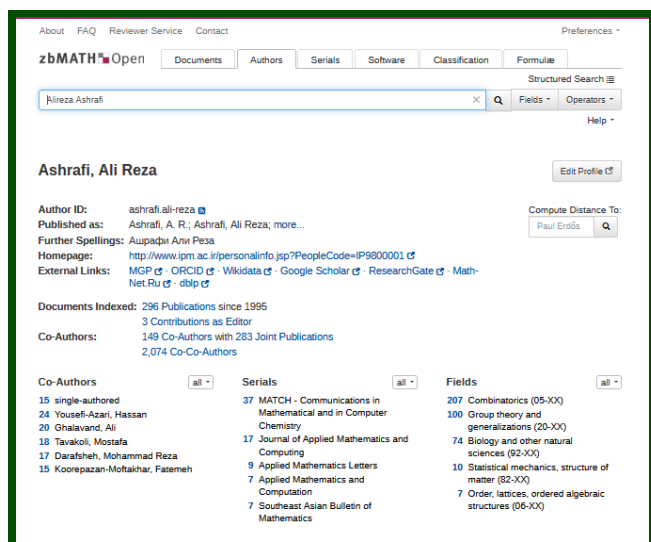 About FAQ Reviewer Service Contact Preferences
zbMATH Open Documents Authors Serials Software Classification Formulæ
Structured Search
Alireza Ashrafi × Fields Operators
Help
Ashrafi, Ali Reza Edit Profile
Author ID: ashrafi.ali-reza
Compute Distance To:
Published as: Ashrafi, A. R.; Ashrafi, Ali Reza; more...
Paul Erdős
Further Spellings: Ашрафи Али Реза
Homepage: http://www.ipm.ac.ir/personalinfo.jsp?PeopleCode=IP9800001
External Links: MGP · ORCID · Wikidata · Google Scholar · ResearchGate · Math-
Net.Ru · dblp
Documents Indexed: 296 Publications since 1995
3 Contributions as Editor
Co-Authors: 149 Co-Authors with 283 Joint Publications
2,074 Co-Co-Authors
Co-Authors all
15 single-authored
24 Yousefi-Azari, Hassan
20 Ghalavand, Ali
18 Tavakoli, Mostafa
17 Darafsheh, Mohammad Reza
15 Koorepazan-Moftakhar, Fatemeh
Serials all
37 MATCH - Communications in
Mathematical and in Computer
Chemistry
17 Journal of Applied Mathematics and
Computing
9 Applied Mathematics Letters
7 Applied Mathematics and
Computation
7 Southeast Asian Bulletin of
Mathematics
Fields all
207 Combinatorics (05-XX)
100 Group theory and
generalizations (20-XX)
74 Biology and other natural
sciences (92-XX)
10 Statistical mechanics, structure of
matter (82-XX)
7 Order, lattices, ordered algebraic
structures (06-XX)